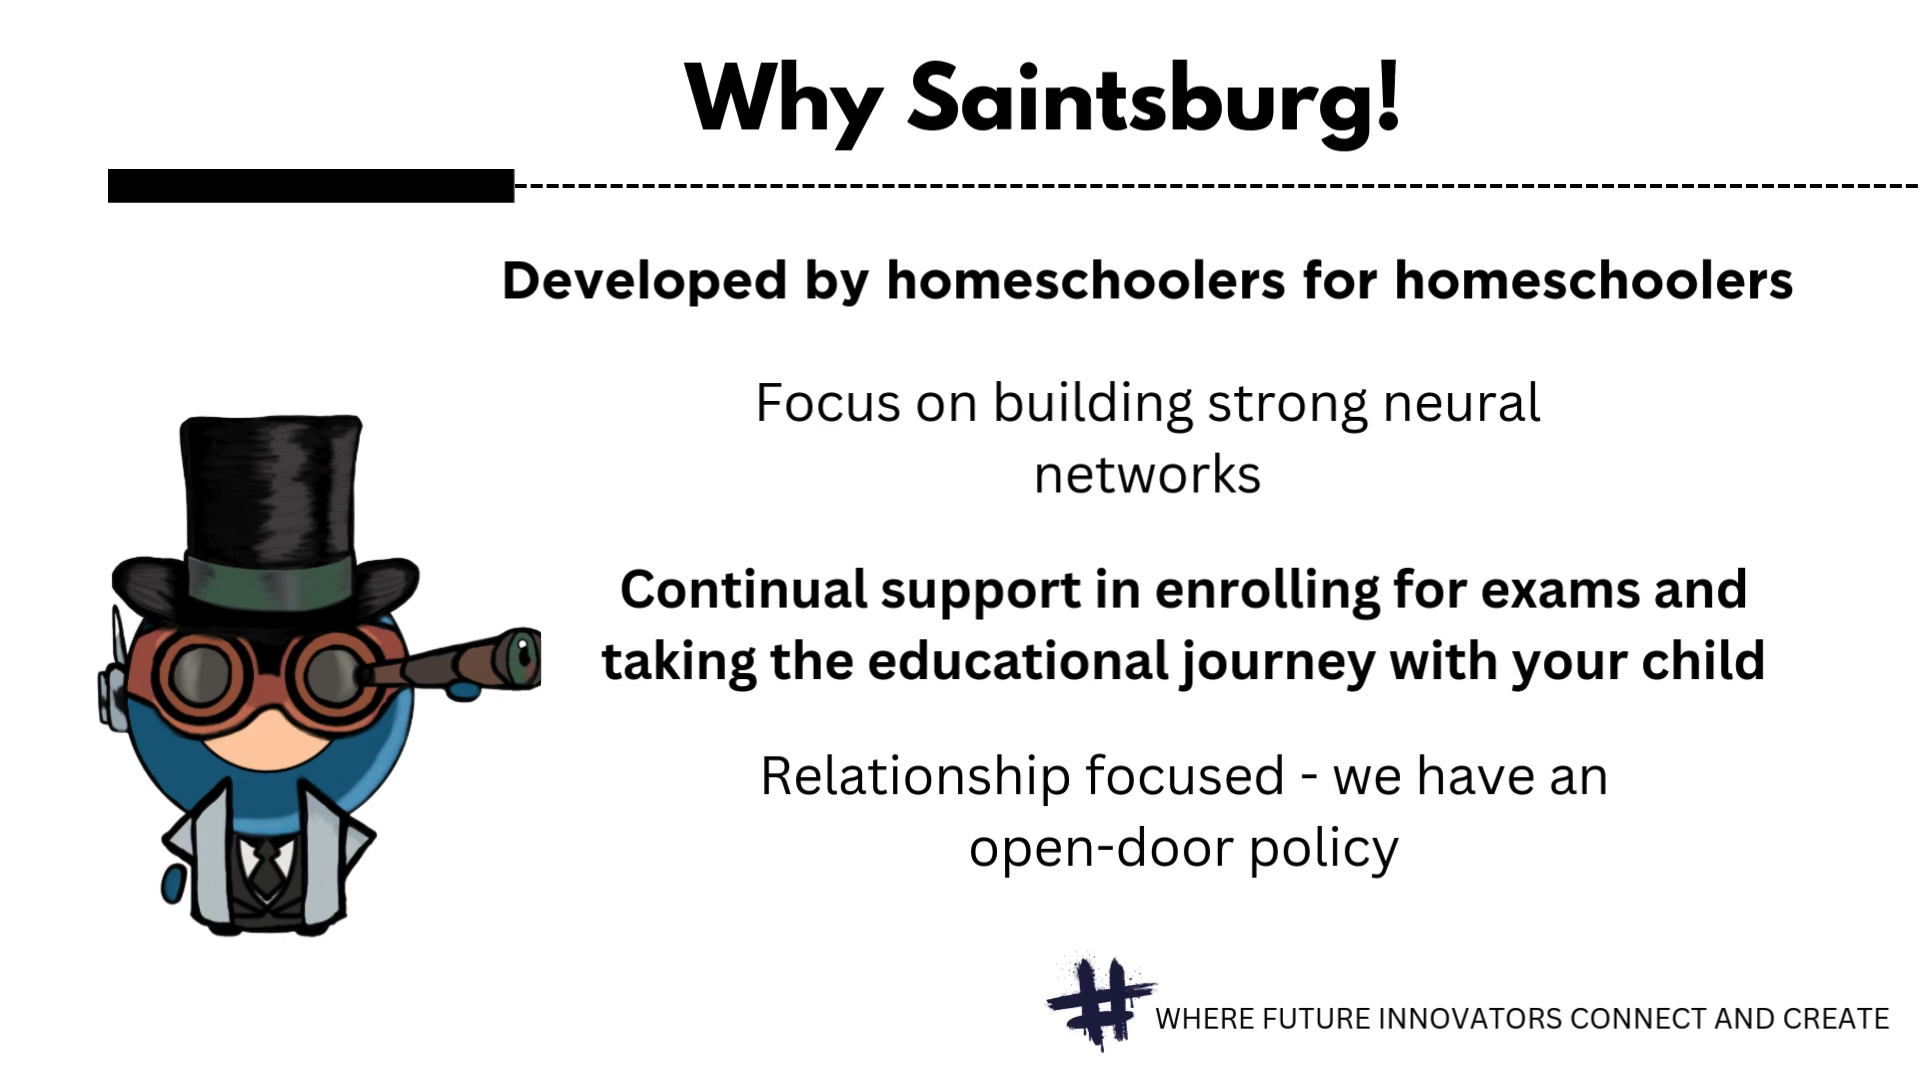 Why Saintsburg!
Developed by homeschoolers for homeschoolers
Focus on building strong neural
networks
Continual support in enrolling for exams and
taking the educational journey with your child
Relationship focused - we have an
open-door policy
# WHERE FUTURE INNOVATORS CONNECT AND CREATE